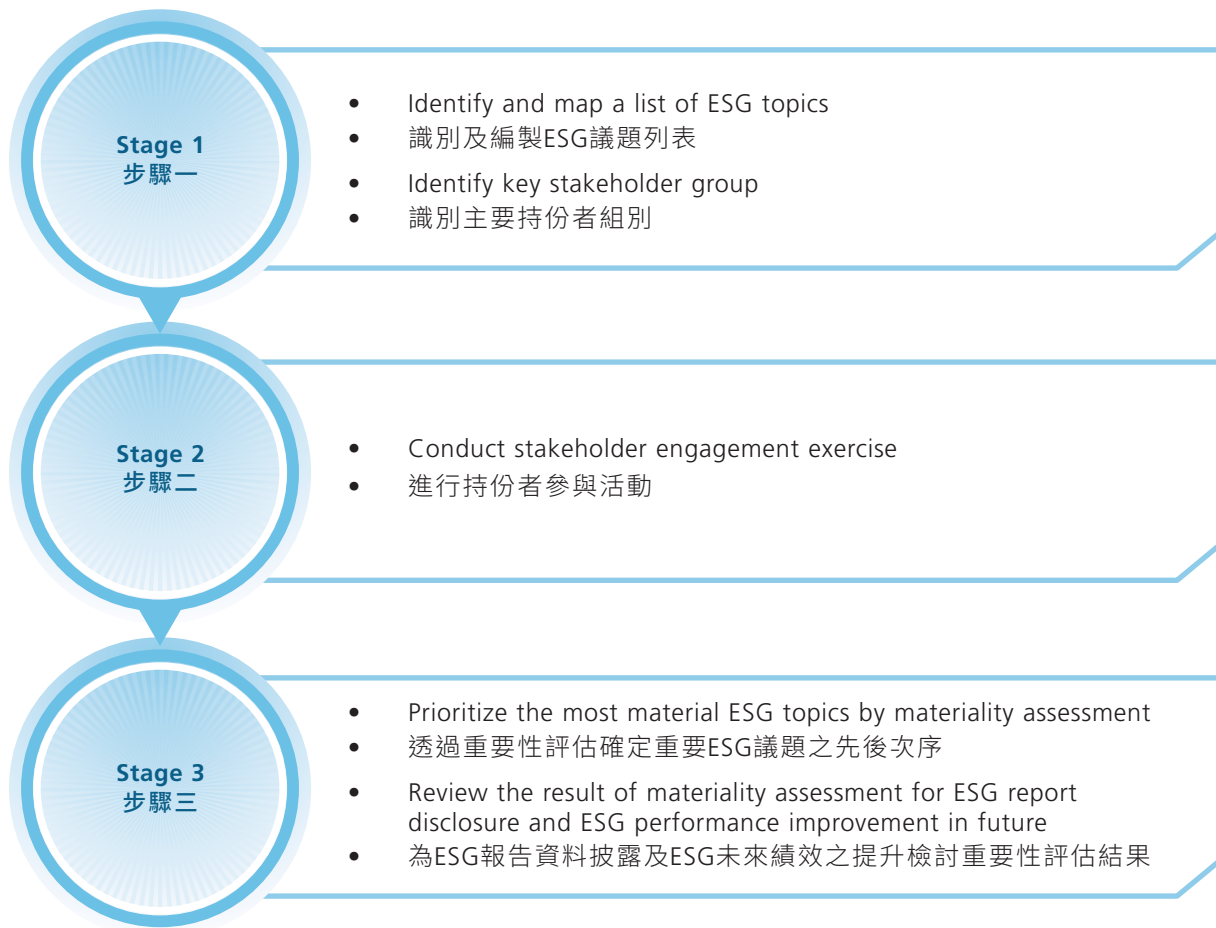 Stage 1
步驟一
• Identify and map a list of ESG topics
• 識別及編製ESG議題列表
• Identify key stakeholder group
• 識別主要持份者組別
Stage 2
步驟二
• Conduct stakeholder engagement exercise
• 進行持份者參與活動
Stage 3
步驟三
• Prioritize the most material ESG topics by materiality assessment
• 透過重要性評估確定重要ESG議題之先後次序
• Review the result of materiality assessment for ESG report
disclosure and ESG performance improvement in future
• 為ESG報告資料披露及ESG未來績效之提升檢討重要性評估結果